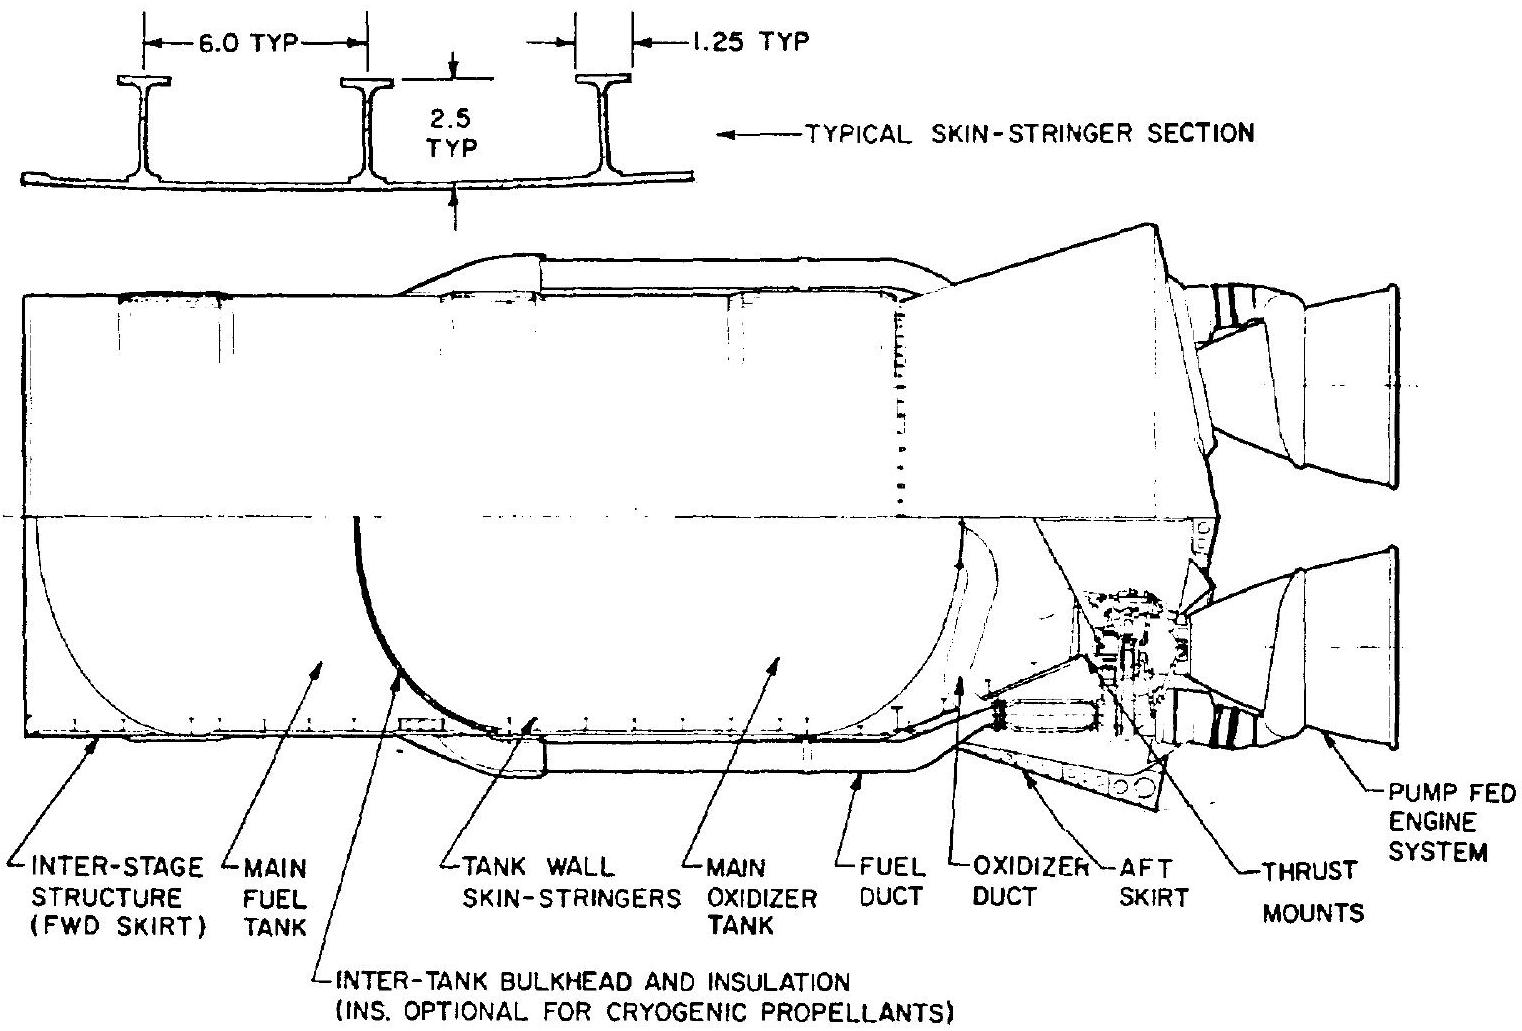 6.0 TYP
1.25 TYP
2.5
TYP
TYPICAL SKIN-STRINGER SECTION
PUMP FED
ENGINE
SYSTEM
INTER-STAGE
STRUCTURE
(FWD SKIRT)
MAIN
FUEL
TANK
TANK WALL
SKIN-STRINGERS
MAIN
OXIDIZER
TANK
FUEL
DUCT
OXIDIZER
DUCT
AFT
SKIRT
THRUST
MOUNTS
INTER-TANK BULKHEAD AND INSULATION
(INS. OPTIONAL FOR CRYOGENIC PROPELLANTS)